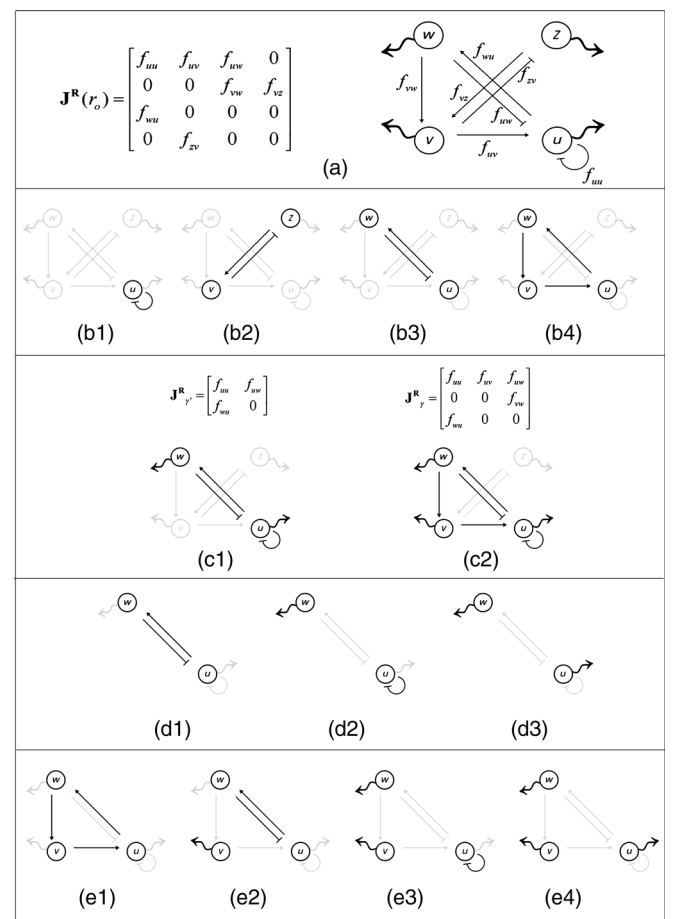 J^R(r_o) = [ f_uu f_uv f_uw 0
0 0 f_vw f_vz
f_wu 0 0 0
0 f_zv 0 0 ]
w z
f_wu f_zv
f_vw f_vz f_uw
v u
f_uv
f_uu
(a)
w z w z w z w z
v u v u v u v u
(b1) (b2) (b3) (b4)
J^R_γ' = [ f_uu f_uw
f_wu 0 ]
J^R_γ = [ f_uu f_uv f_uw
0 0 f_vw
f_wu 0 0 ]
w z w z
v u v u
(c1) (c2)
w w w
u u u
(d1) (d2) (d3)
w w w w
v u v u v u v u
(e1) (e2) (e3) (e4)